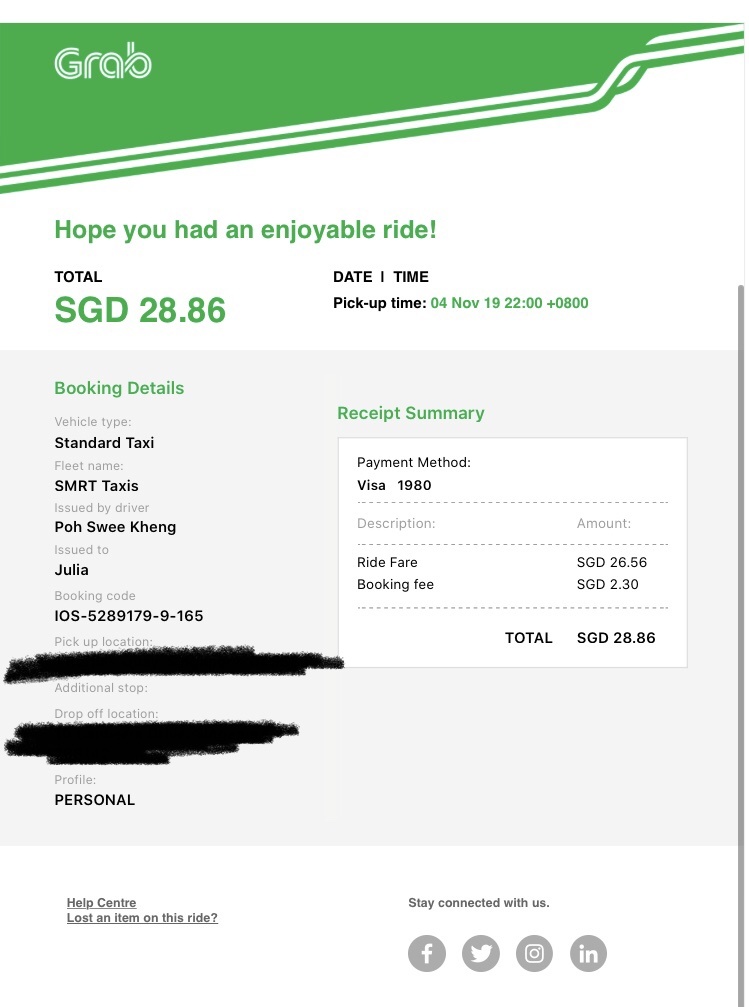 Grab
Hope you had an enjoyable ride!
TOTAL
SGD 28.86
DATE | TIME
Pick-up time: 04 Nov 19 22:00 +0800
Booking Details
Vehicle type:
Standard Taxi
Fleet name:
SMRT Taxis
Issued by driver
Poh Swee Kheng
Issued to
Julia
Booking code
IOS-5289179-9-165
Pick up location:
Additional stop:
Drop off location:
Profile:
PERSONAL
Receipt Summary
Payment Method:
Visa 1980
Description: Amount:
Ride Fare SGD 26.56
Booking fee SGD 2.30
TOTAL SGD 28.86
Help Centre
Lost an item on this ride?
Stay connected with us.